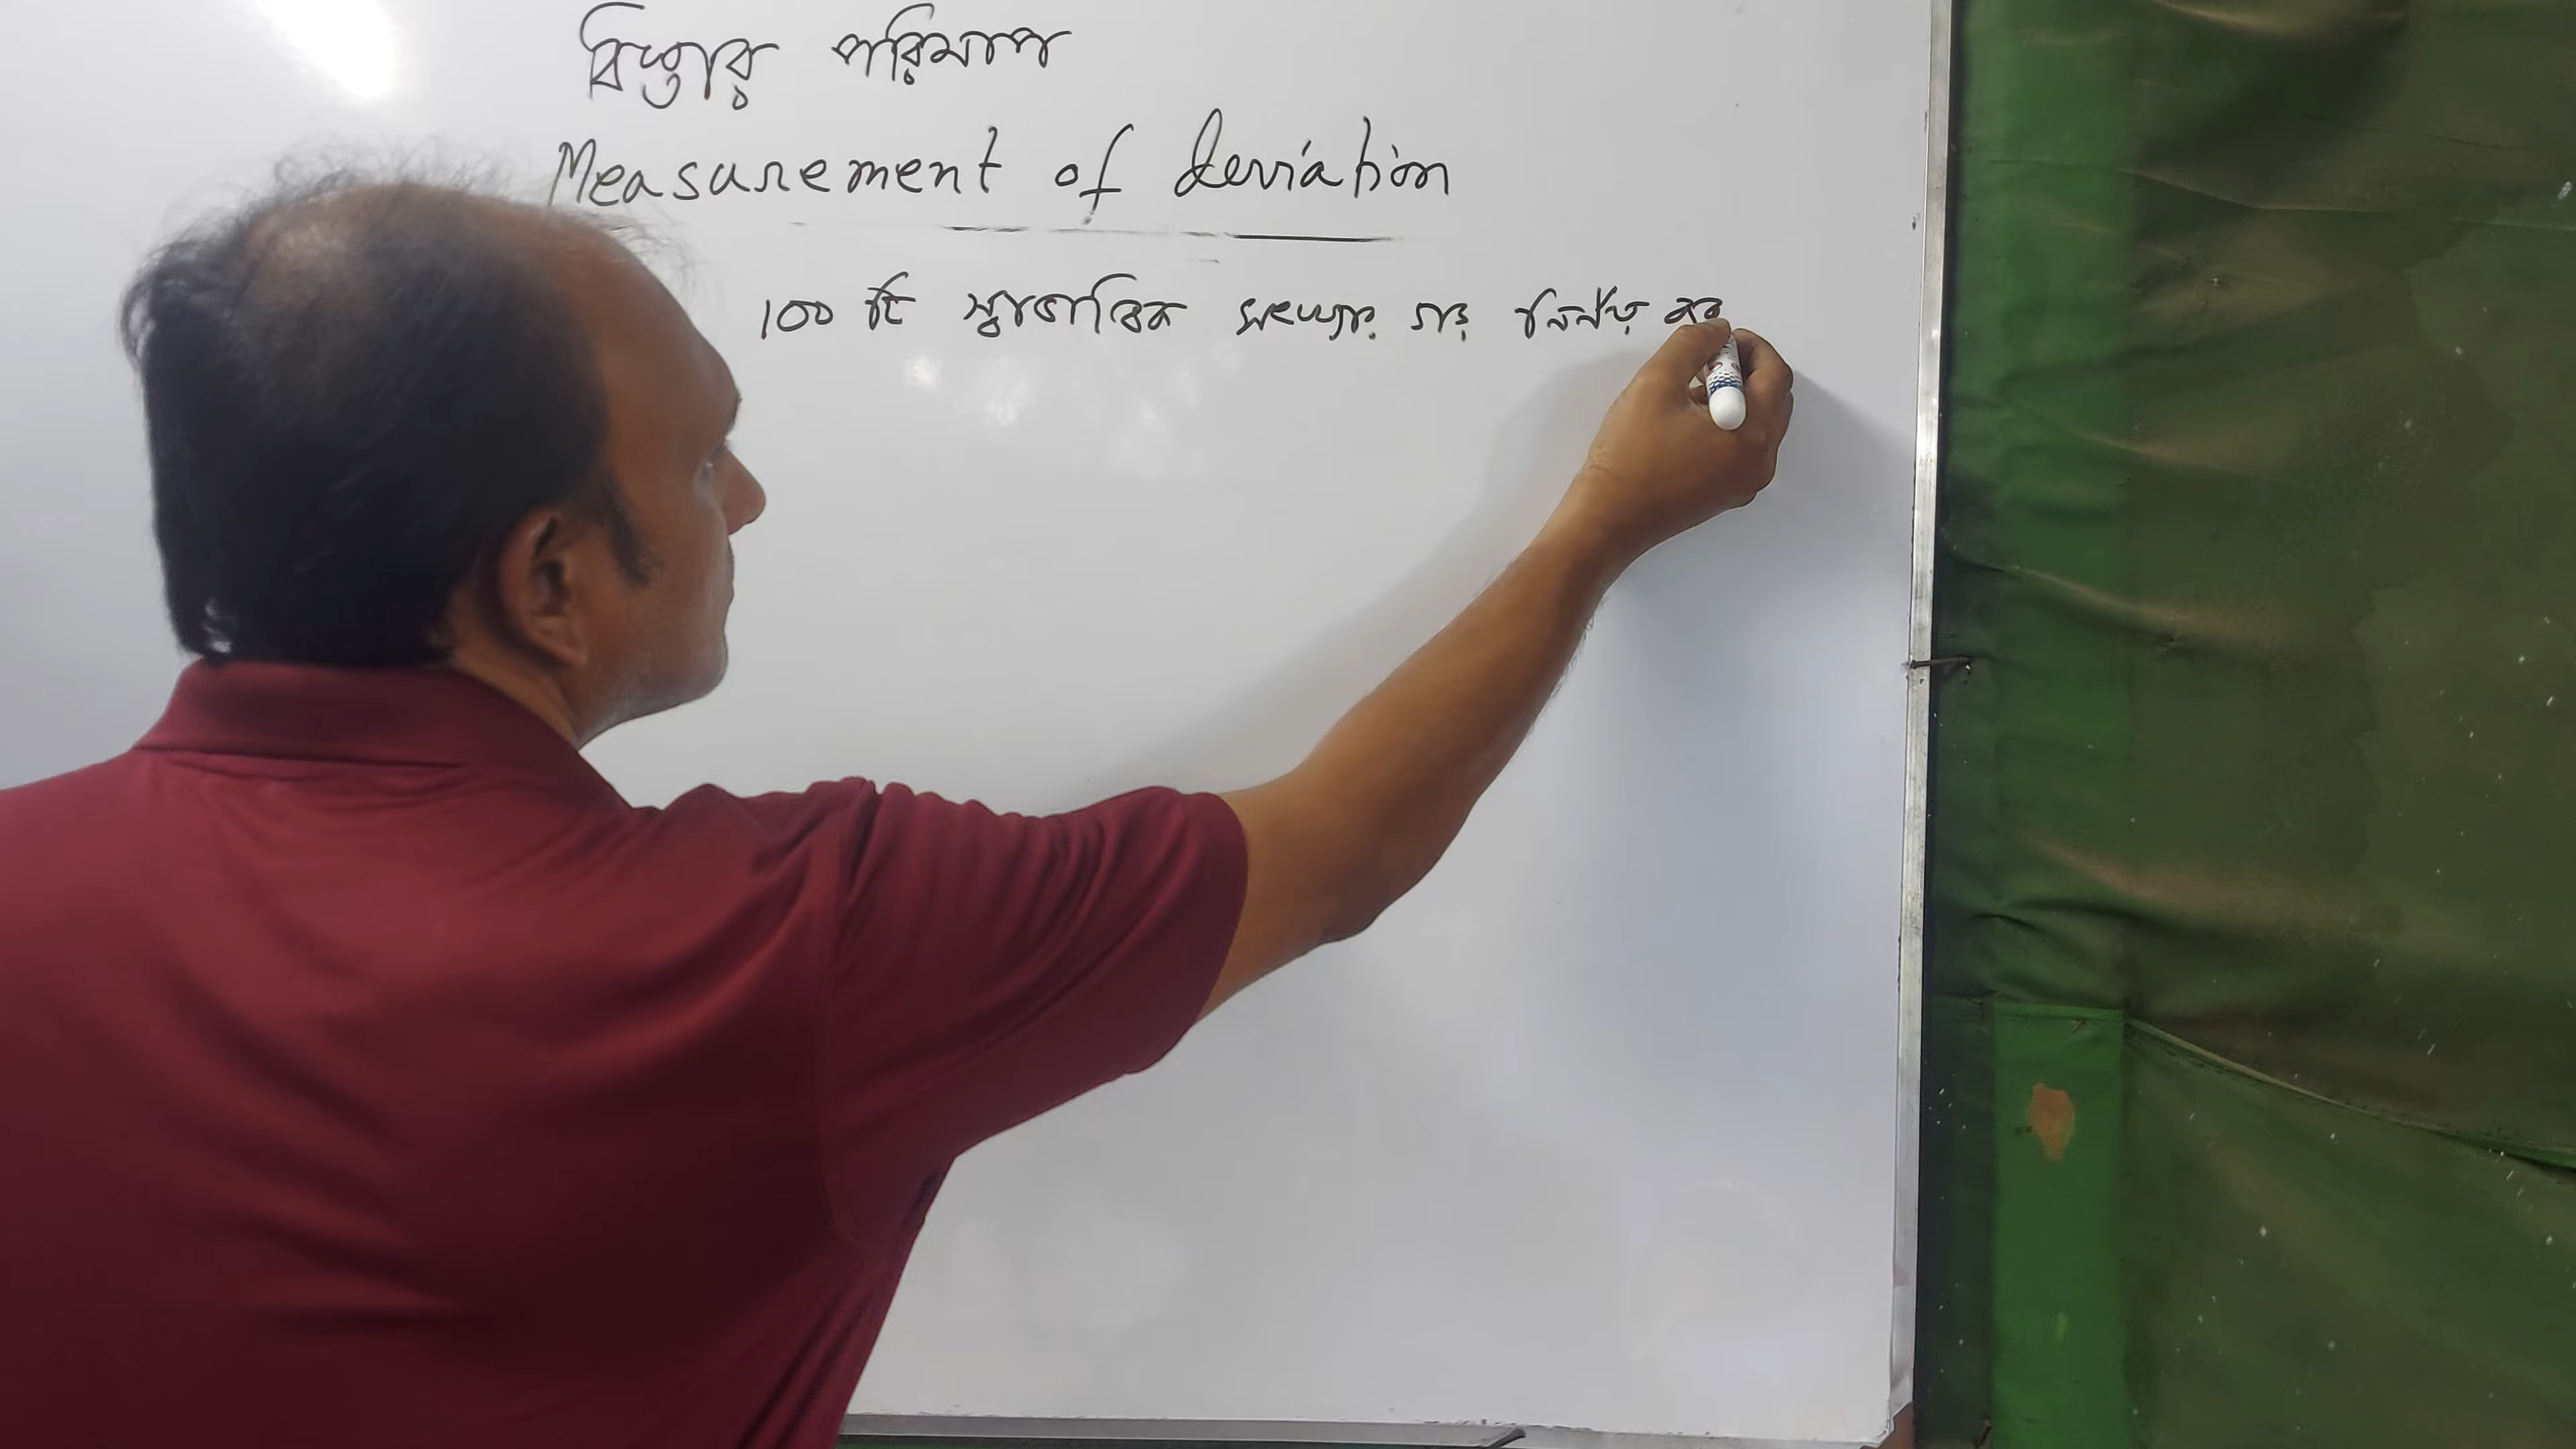 বিস্তার পরিমাপ
Measurement of deviation
100 টি স্বাভাবিক সংখ্যার গড় নির্ণয় কর